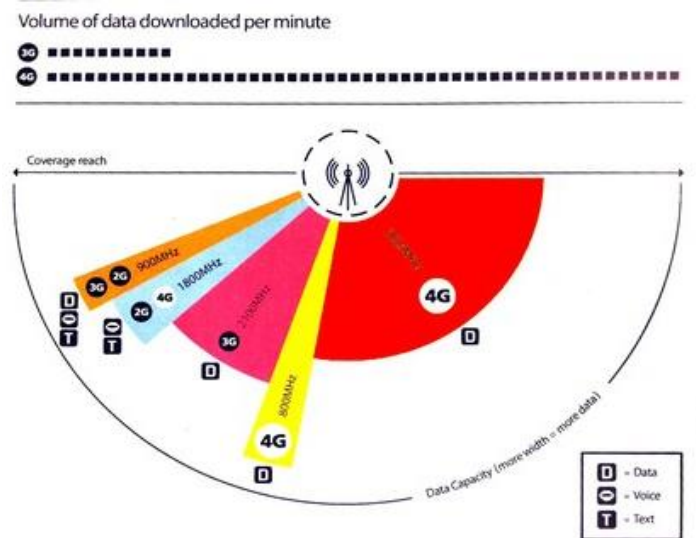 Volume of data downloaded per minute
3G
4G
Coverage reach
3G 2G 900MHz
2G 4G 1800MHz
3G 2100MHz
800MHz
4G
4G
D
T
T
D
D
D
Data Capacity (more width = more data)
D = Data
= Voice
T = Text